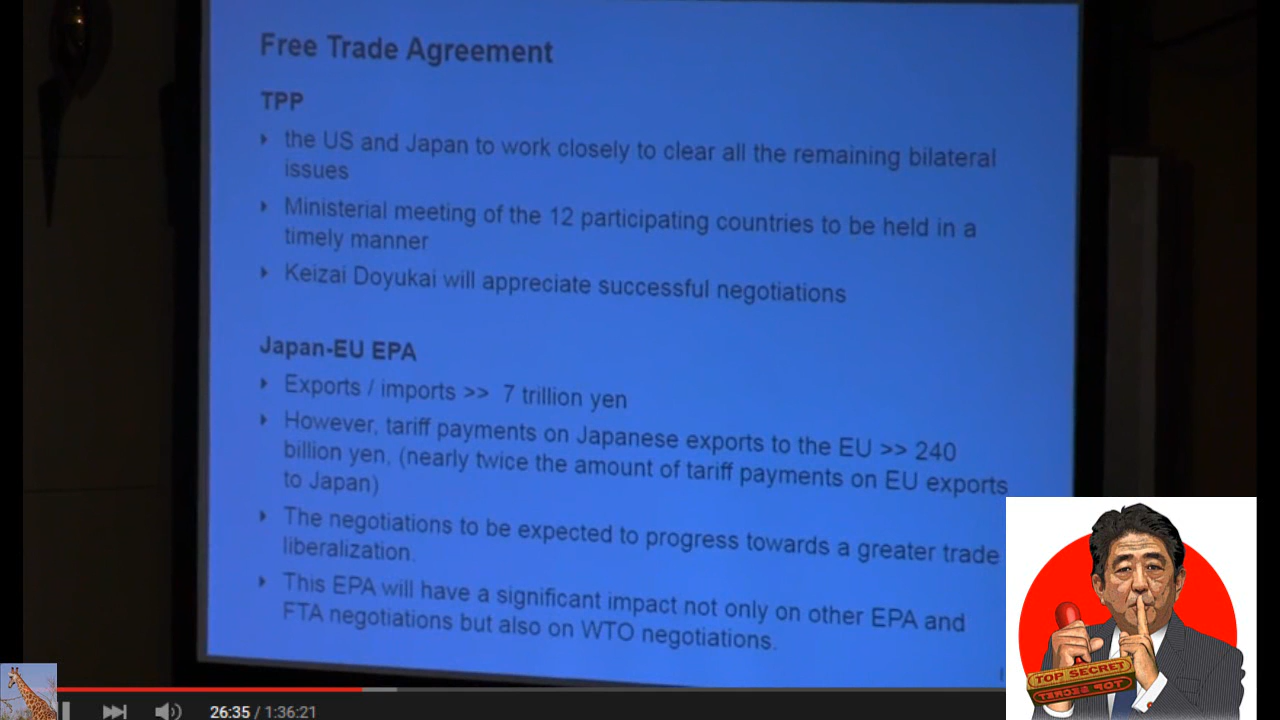 Free Trade Agreement
TPP
the US and Japan to work closely to clear all the remaining bilateral
issues
Ministerial meeting of the 12 participating countries to be held in a
timely manner
Keizai Doyukai will appreciate successful negotiations
Japan-EU EPA
Exports / imports >> 7 trillion yen
However, tariff payments on Japanese exports to the EU >> 240
billion yen, (nearly twice the amount of tariff payments on EU exports
to Japan)
The negotiations to be expected to progress towards a greater trade
liberalization.
This EPA will have a significant impact not only on other EPA and
FTA negotiations but also on WTO negotiations.
TOP SECRET
TOP SECRET
26:35 / 1:36:21